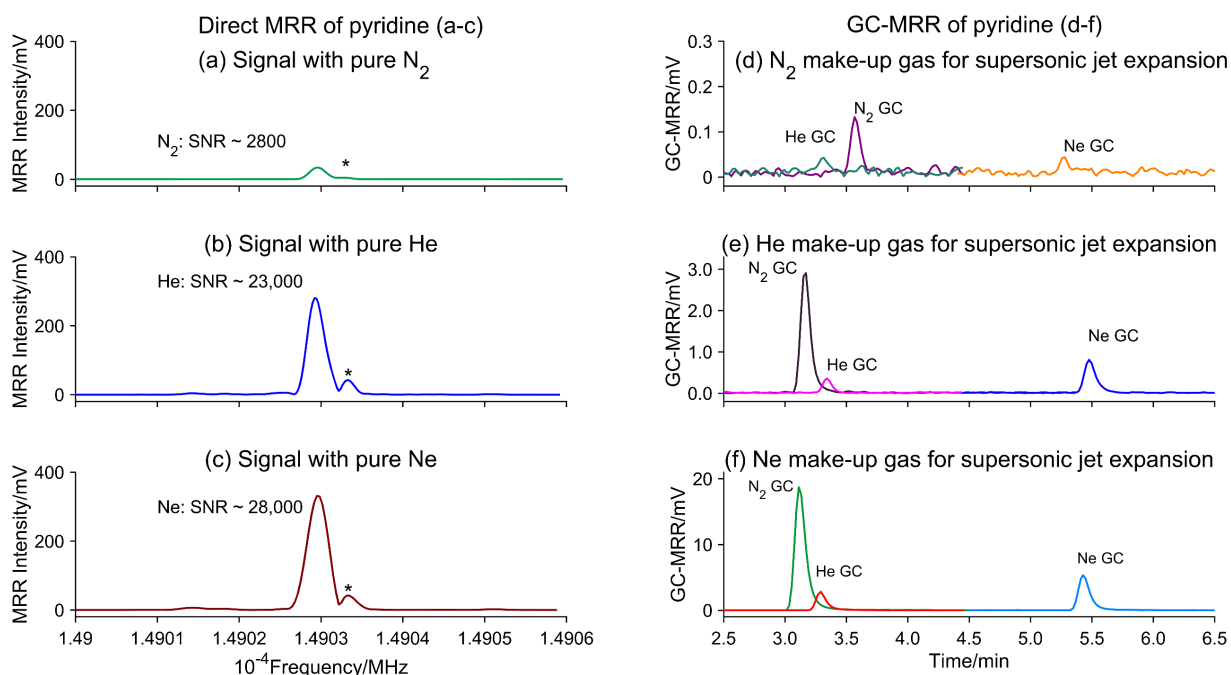 Direct MRR of pyridine (a-c)
(a) Signal with pure N2
MRR Intensity/mV
400
200
0
N2: SNR ~ 2800
*
(b) Signal with pure He
MRR Intensity/mV
400
200
0
He: SNR ~ 23,000
*
(c) Signal with pure Ne
MRR Intensity/mV
400
200
0
Ne: SNR ~ 28,000
*
1.49 1.4901 1.4902 1.4903 1.4904 1.4905 1.4906
10-4Frequency/MHz
GC-MRR of pyridine (d-f)
(d) N2 make-up gas for supersonic jet expansion
GC-MRR/mV
0.3
0.2
0.1
0
He GC
N2 GC
Ne GC
(e) He make-up gas for supersonic jet expansion
GC-MRR/mV
3.0
2.0
1.0
0.0
N2 GC
He GC
Ne GC
(f) Ne make-up gas for supersonic jet expansion
GC-MRR/mV
20
10
0
N2 GC
He GC
Ne GC
2.5 3.0 3.5 4.0 4.5 5.0 5.5 6.0 6.5
Time/min